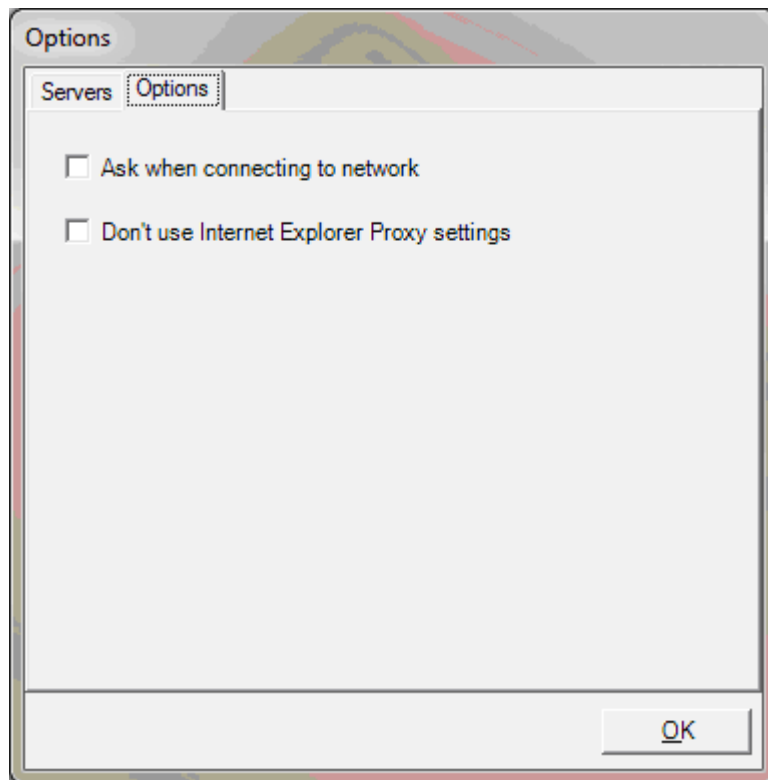 Options
Servers Options
Ask when connecting to network
Don't use Internet Explorer Proxy settings
OK